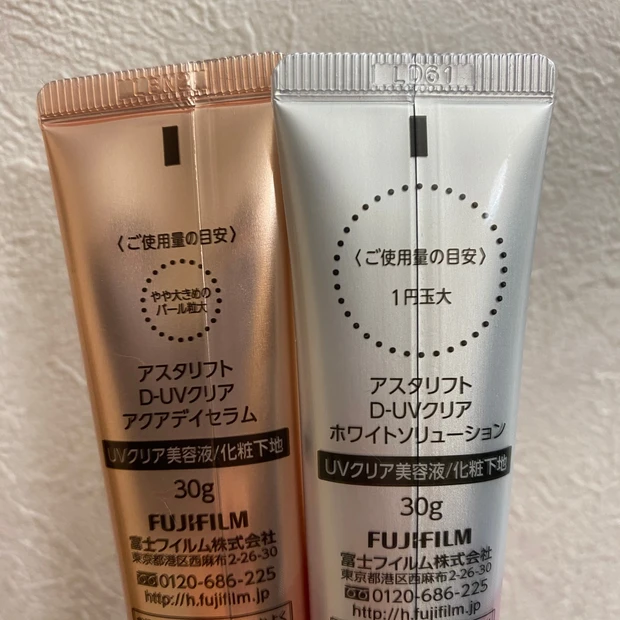 〈ご使用量の目安〉
やや大きめの
パール粒大
アスタリフト
D-UVクリア
アクアデイセラム
UVクリア美容液/化粧下地
30g
FUJIFILM
富士フイルム株式会社
東京都港区西麻布2-26-30
0120-686-225
http://h.fujifilm.jp
LD61
〈ご使用量の目安〉
1円玉大
アスタリフト
D-UVクリア
ホワイトソリューション
UVクリア美容液/化粧下地
30g
FUJIFILM
富士フイルム株式会社
東京都港区西麻布2-26-30
0120-686-225
http://h.fujifilm.jp